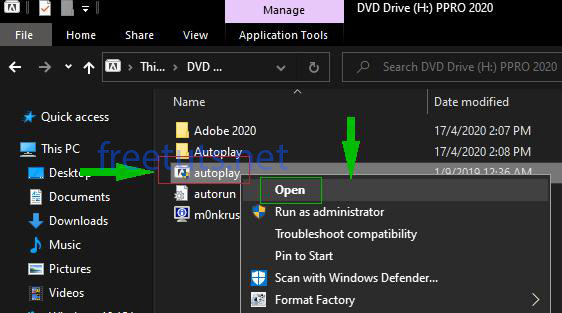 Manage
DVD Drive (H:) PPRO 2020
File
Home
Share
View
Application Tools
Thi...
DVD ...
Search DVD Drive (H:) PPRO 2020
Name
Date modified
Quick access
This PC
Desktop
Documents
Downloads
Music
Pictures
Videos
Adobe 2020
17/4/2020 2:07 PM
Autoplay
17/4/2020 2:08 PM
autoplay
1/9/2019 12:36 AM
autorun
m0nkrus
freetuts.net
Open
Run as administrator
Troubleshoot compatibility
Pin to Start
Scan with Windows Defender...
Format Factory